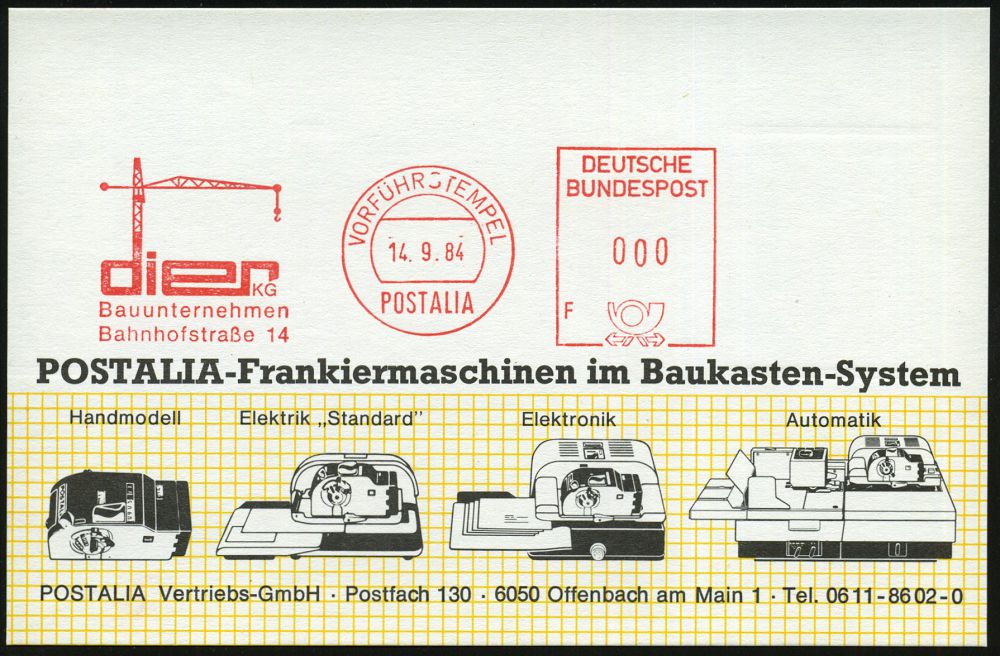 dier KG
Bauunternehmen
Bahnhofstraße 14
VORFÜHRSTEMPEL
14. 9. 84
POSTALIA
DEUTSCHE
BUNDESPOST
000
F
POSTALIA-Frankiermaschinen im Baukasten-System
Handmodell Elektrik „Standard” Elektronik Automatik
POSTALIA
POSTALIA Vertriebs-GmbH · Postfach 130 · 6050 Offenbach am Main 1 · Tel. 0611-8602-0